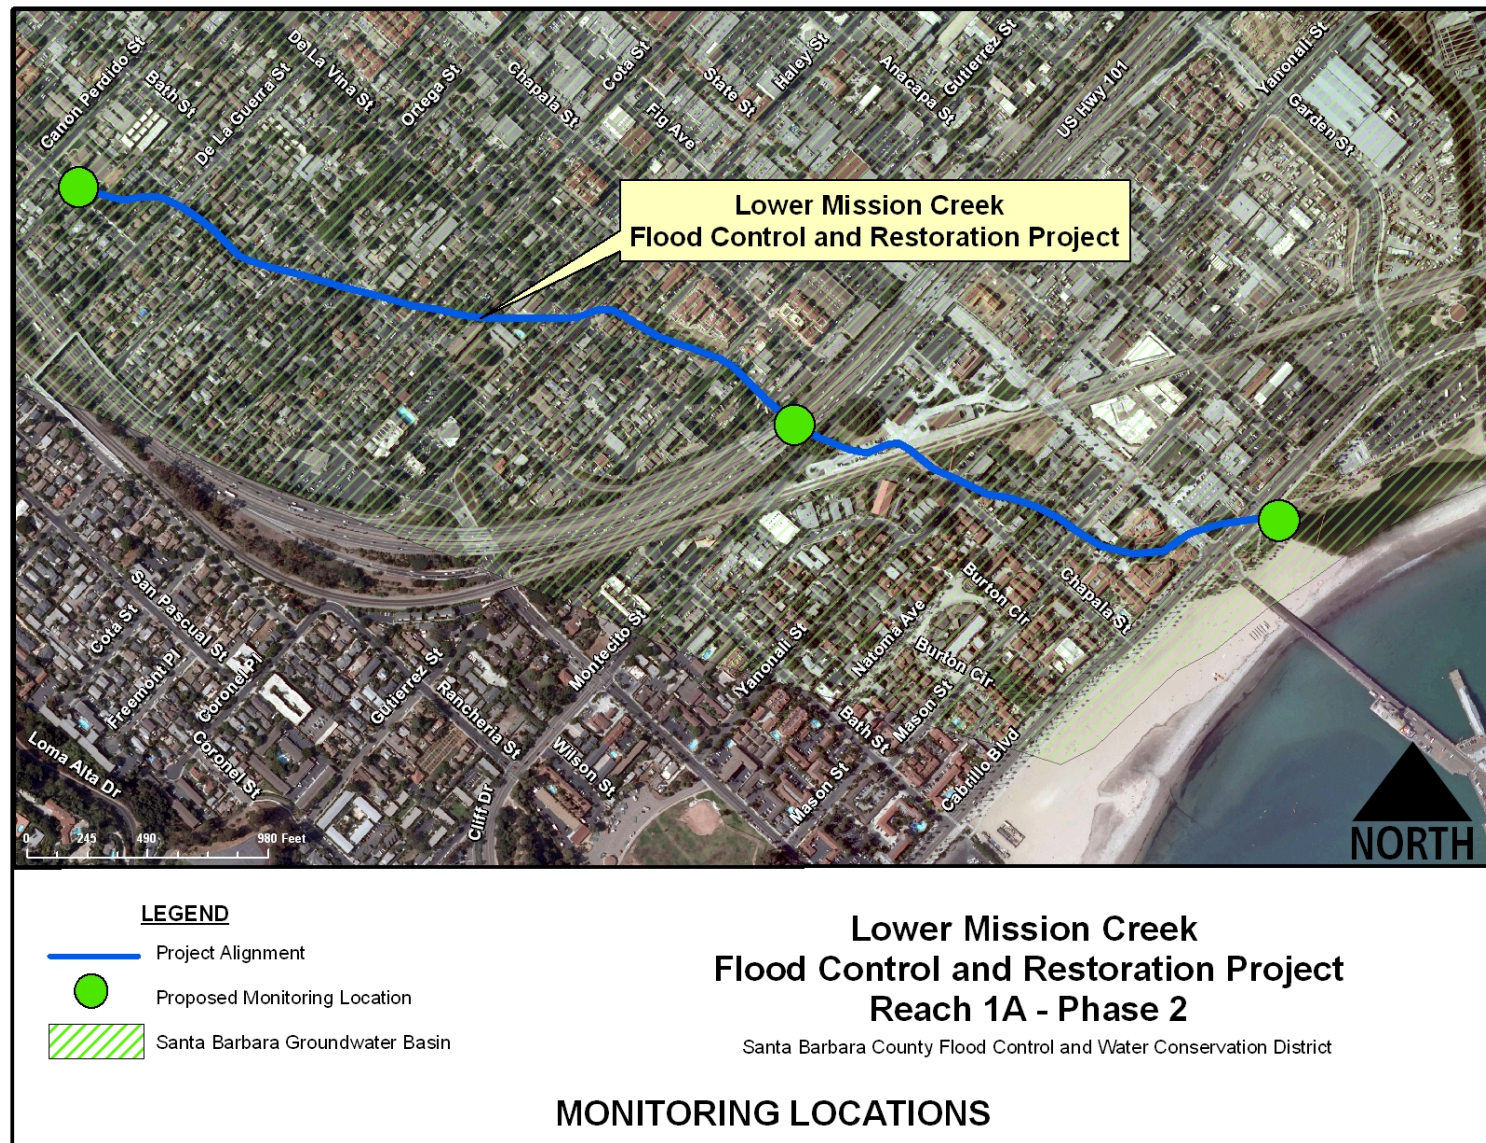 Canon Perdido St
Bath St
De La Guerra St
De La Vina St
Ortega St
Chapala St
Cota St
Fig Ave
State St
Haley St
Anacapa St
Gutierrez St
US Hwy 101
Yanonali St
Garden St
Lower Mission Creek
Flood Control and Restoration Project
San Pascual St
Cota St
Freemont Pl
Coronel Pl
Coronel St
Loma Alta Dr
Gutierrez St
Rancheria St
Cliff Dr
Wilson St
Montecito St
Yanonali St
Natoma Ave
Bath St
Mason St
Mason St
Burton Cir
Burton Cir
Chapala St
Cabrillo Blvd
0 245 490 980 Feet
NORTH
LEGEND
Project Alignment
Proposed Monitoring Location
Santa Barbara Groundwater Basin
Lower Mission Creek
Flood Control and Restoration Project
Reach 1A - Phase 2
Santa Barbara County Flood Control and Water Conservation District
MONITORING LOCATIONS